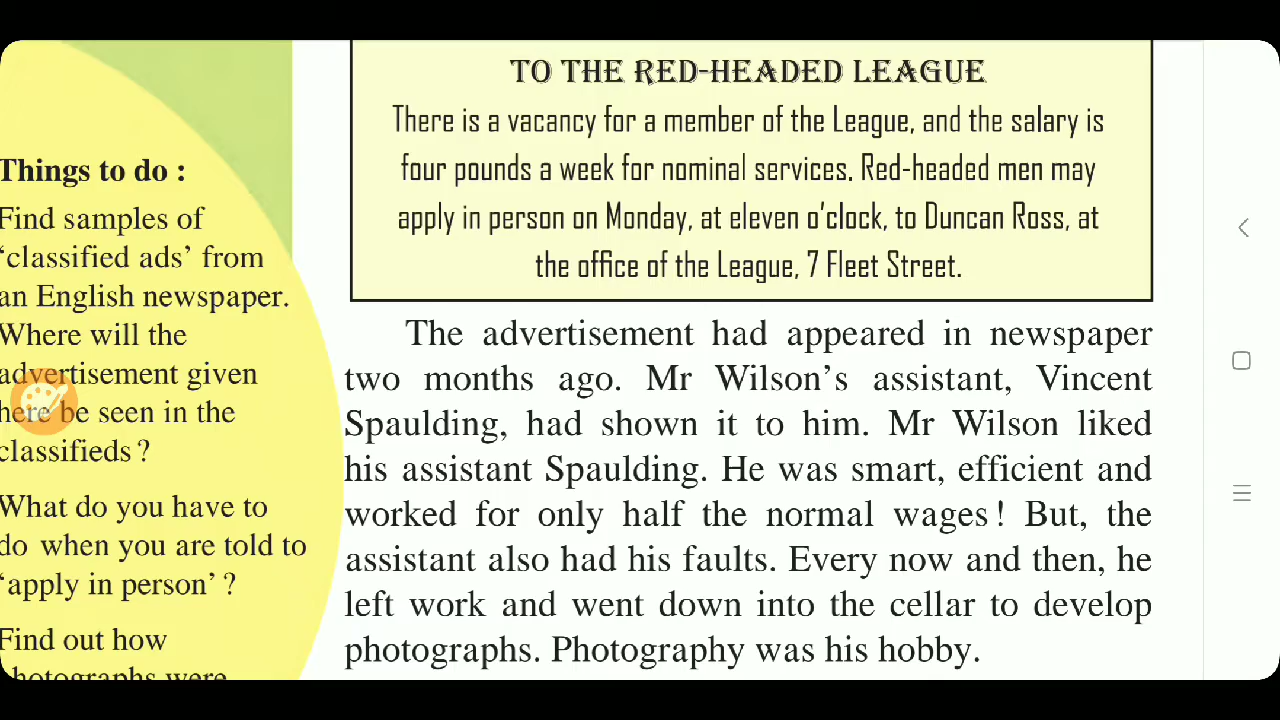 TO THE RED-HEADED LEAGUE
There is a vacancy for a member of the League, and the salary is
four pounds a week for nominal services. Red-headed men may
apply in person on Monday, at eleven o'clock, to Duncan Ross, at
the office of the League, 7 Fleet Street.
Things to do :
Find samples of
‘classified ads’ from
an English newspaper.
Where will the
advertisement given
here be seen in the
classifieds ?
What do you have to
do when you are told to
‘apply in person’ ?
Find out how
photographs were
The advertisement had appeared in newspaper
two months ago. Mr Wilson’s assistant, Vincent
Spaulding, had shown it to him. Mr Wilson liked
his assistant Spaulding. He was smart, efficient and
worked for only half the normal wages ! But, the
assistant also had his faults. Every now and then, he
left work and went down into the cellar to develop
photographs. Photography was his hobby.